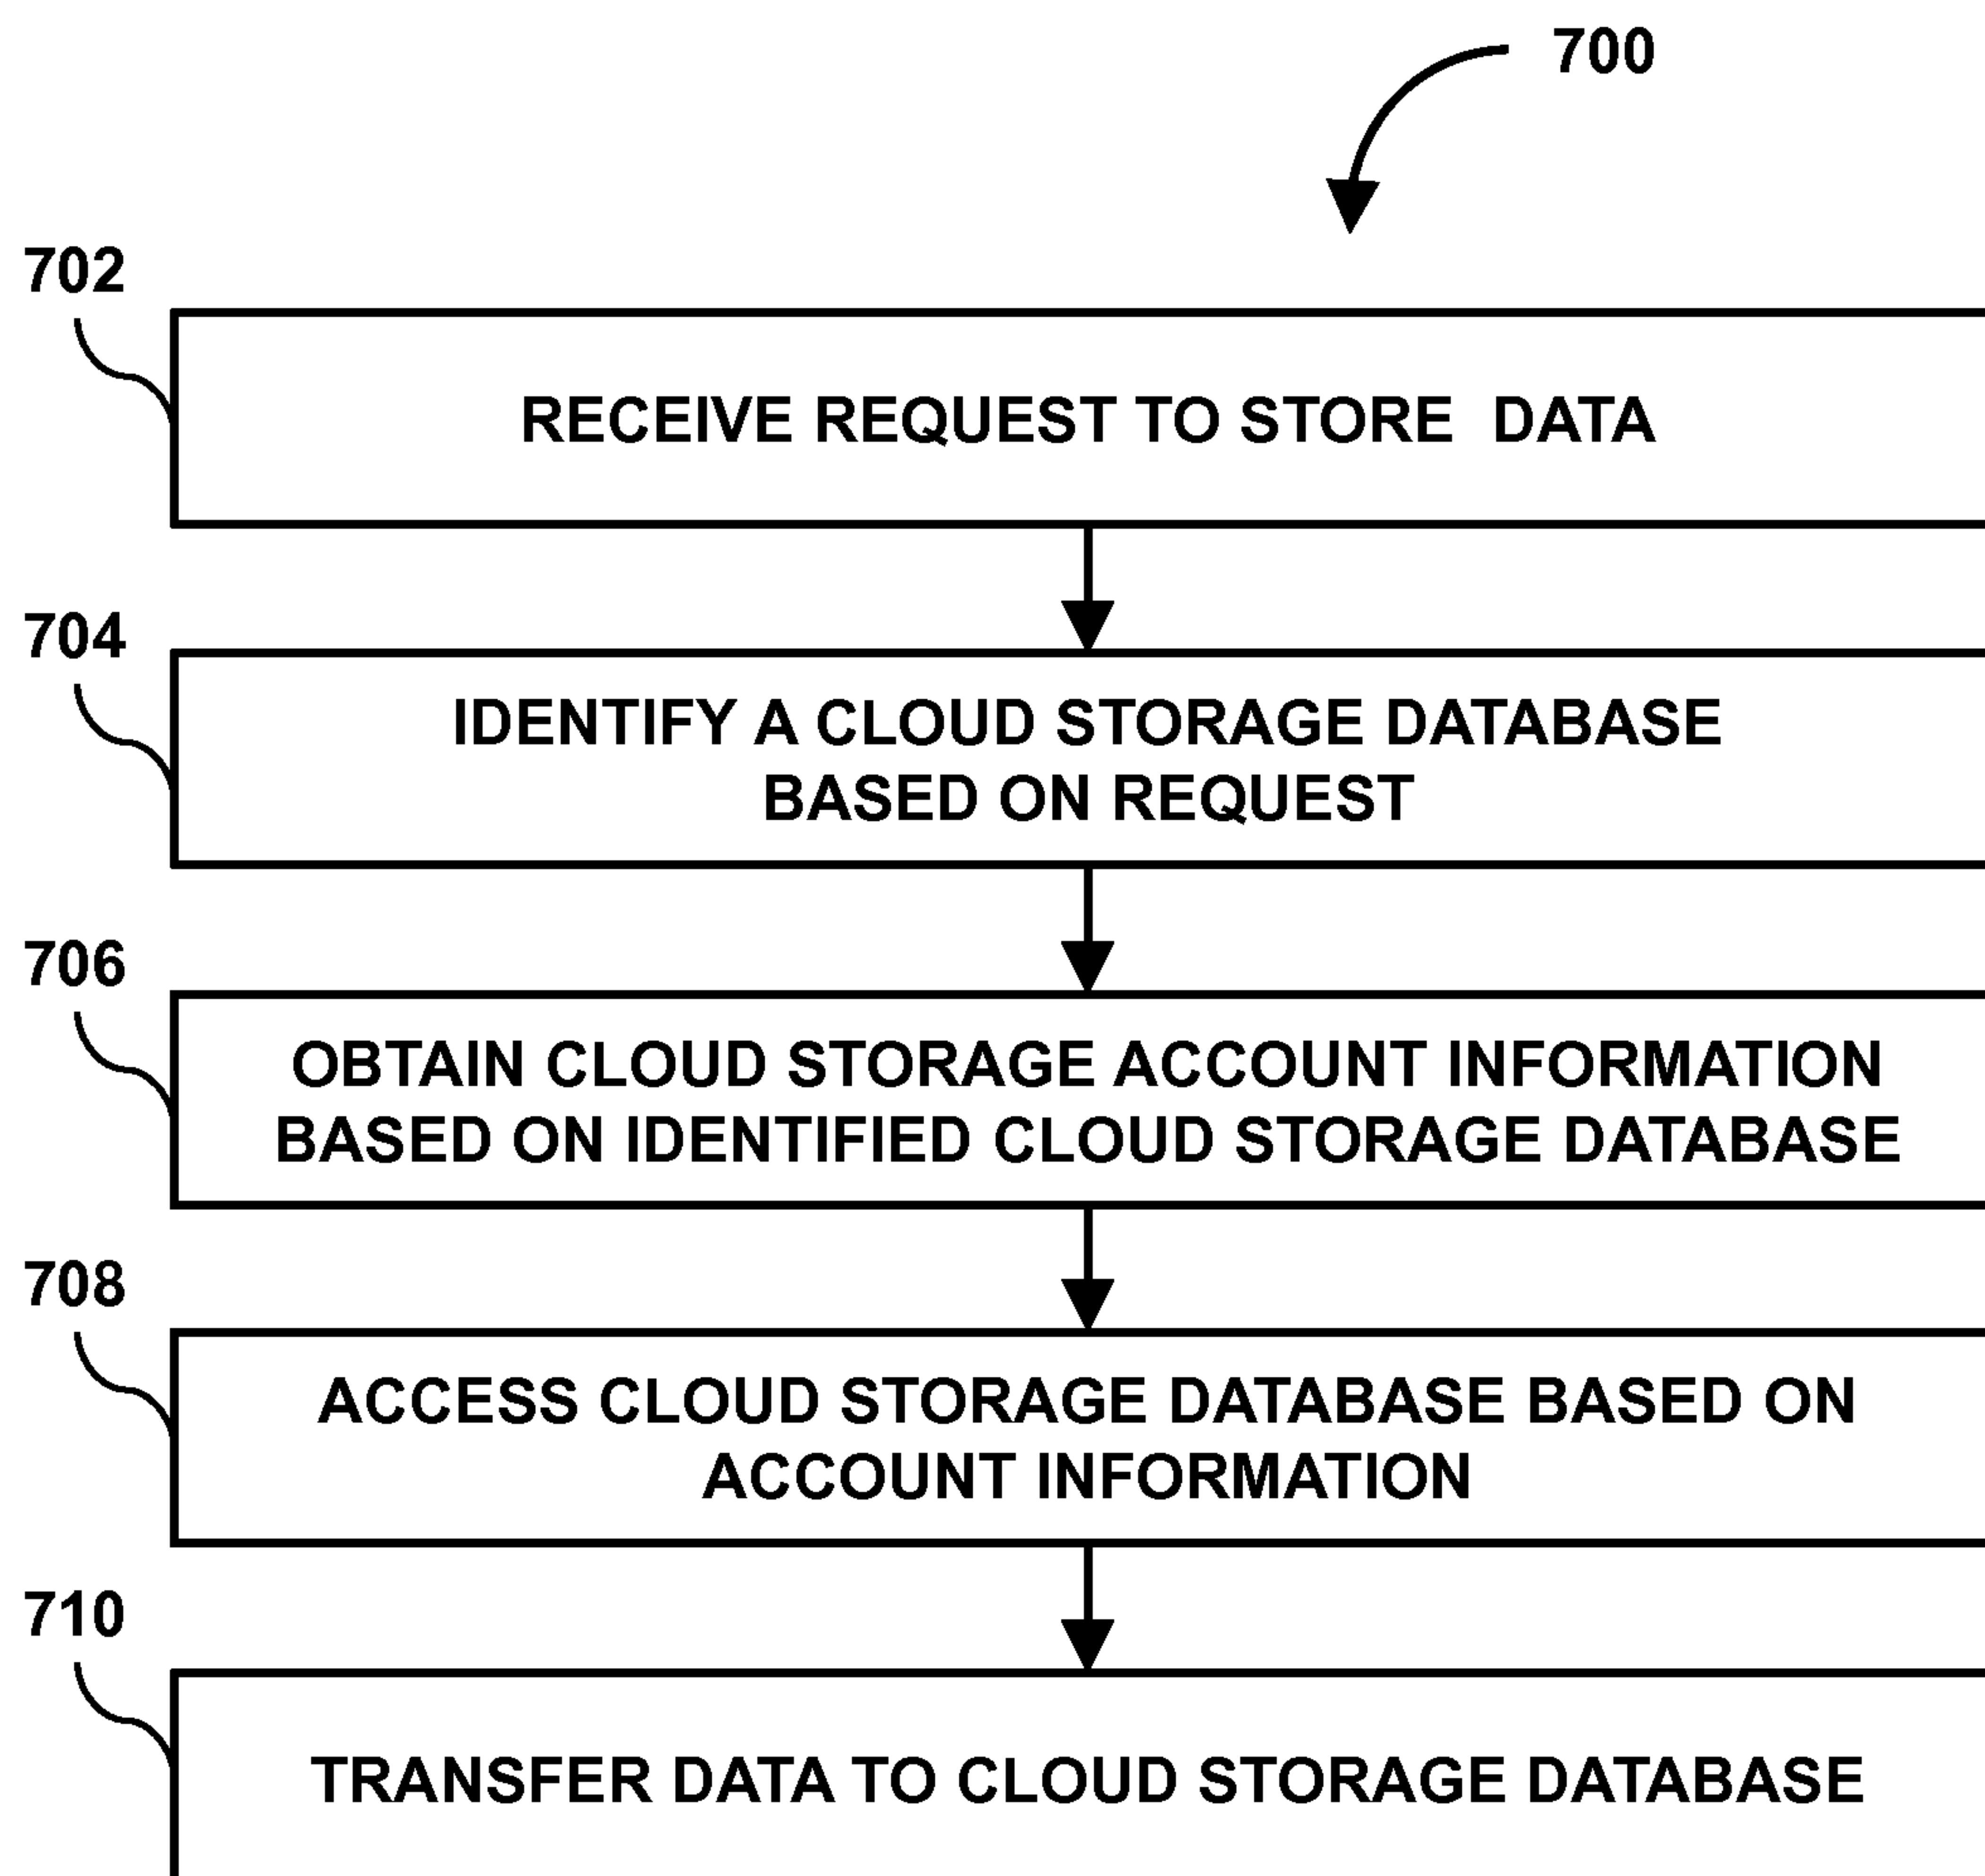 700
702
RECEIVE REQUEST TO STORE DATA
704
IDENTIFY A CLOUD STORAGE DATABASE
BASED ON REQUEST
706
OBTAIN CLOUD STORAGE ACCOUNT INFORMATION
BASED ON IDENTIFIED CLOUD STORAGE DATABASE
708
ACCESS CLOUD STORAGE DATABASE BASED ON
ACCOUNT INFORMATION
710
TRANSFER DATA TO CLOUD STORAGE DATABASE